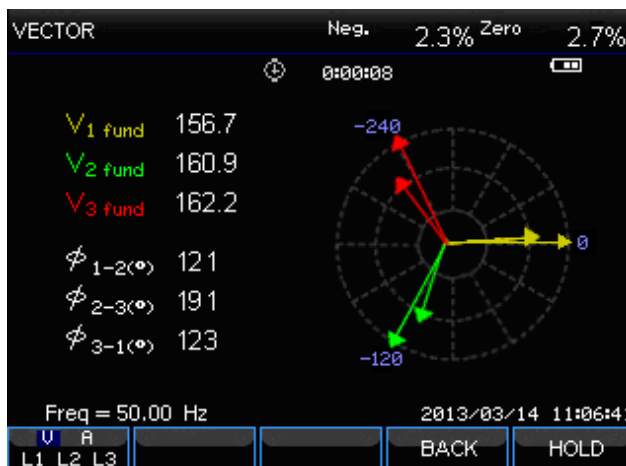 VECTOR Neg. 2.3% Zero 2.7%
0:00:08
V1 fund 156.7
V2 fund 160.9
V3 fund 162.2
ϕ1-2(°) 121
ϕ2-3(°) 191
ϕ3-1(°) 123
-240
0
-120
Freq = 50.00 Hz 2013/03/14 11:06:41
V A
L1 L2 L3
BACK
HOLD